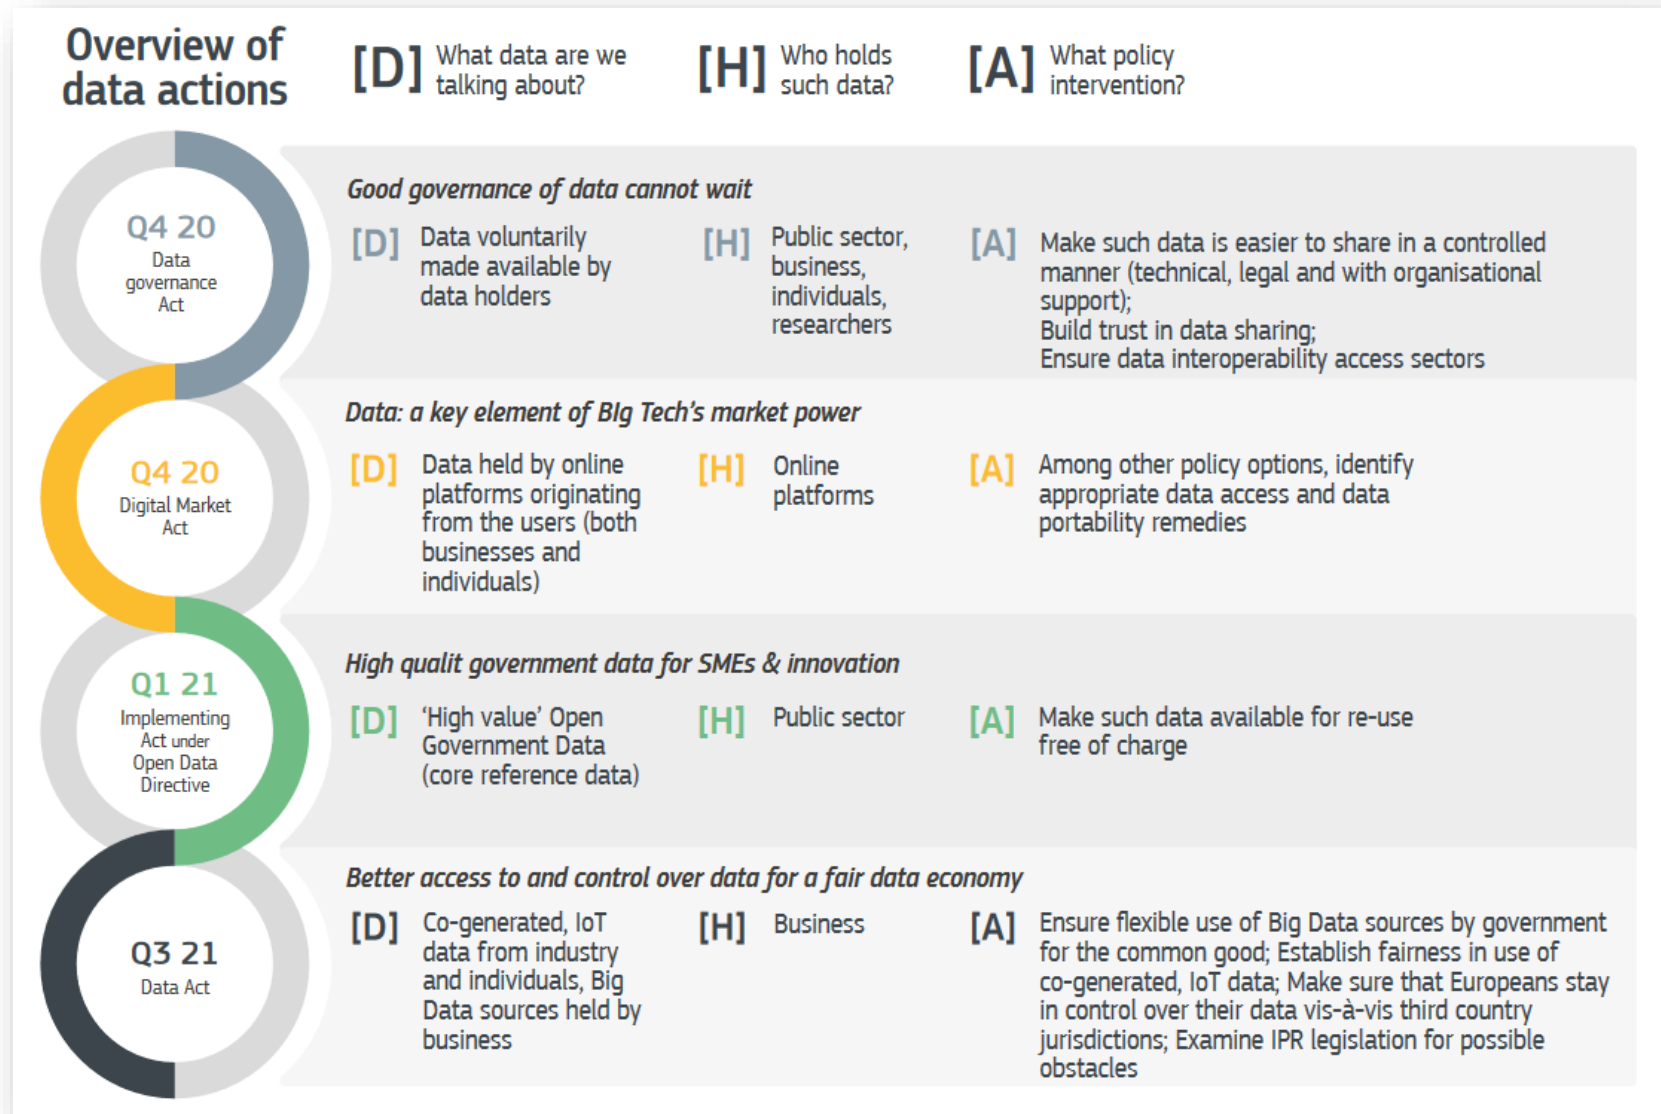 Overview of
data actions
[D] What data are we
talking about?
[H] Who holds
such data?
[A] What policy
intervention?
Q4 20
Data
governance
Act
Good governance of data cannot wait
[D] Data voluntarily
made available by
data holders
[H] Public sector,
business,
individuals,
researchers
[A] Make such data is easier to share in a controlled
manner (technical, legal and with organisational
support);
Build trust in data sharing;
Ensure data interoperability access sectors
Q4 20
Digital Market
Act
Data: a key element of BIg Tech's market power
[D] Data held by online
platforms originating
from the users (both
businesses and
individuals)
[H] Online
platforms
[A] Among other policy options, identify
appropriate data access and data
portability remedies
Q1 21
Implementing
Act under
Open Data
Directive
High qualit government data for SMEs & innovation
[D] ‘High value’ Open
Government Data
(core reference data)
[H] Public sector
[A] Make such data available for re-use
free of charge
Q3 21
Data Act
Better access to and control over data for a fair data economy
[D] Co-generated, IoT
data from industry
and individuals, Big
Data sources held by
business
[H] Business
[A] Ensure flexible use of Big Data sources by government
for the common good; Establish fairness in use of
co-generated, IoT data; Make sure that Europeans stay
in control over their data vis-à-vis third country
jurisdictions; Examine IPR legislation for possible
obstacles